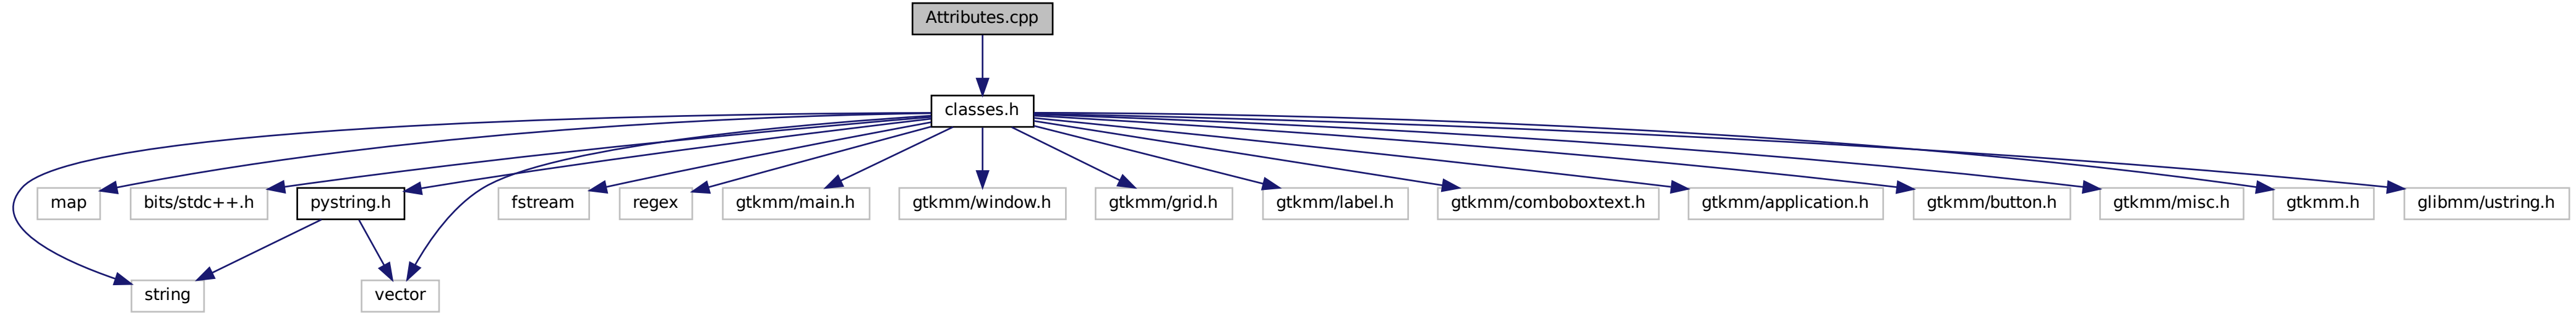 Attributes.cpp
classes.h
map
bits/stdc++.h
pystring.h
fstream
regex
gtkmm/main.h
gtkmm/window.h
gtkmm/grid.h
gtkmm/label.h
gtkmm/comboboxtext.h
gtkmm/application.h
gtkmm/button.h
gtkmm/misc.h
gtkmm.h
glibmm/ustring.h
string
vector